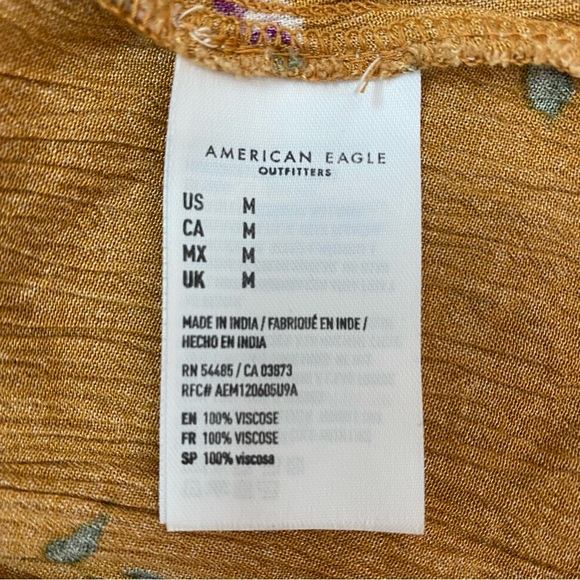 AMERICAN EAGLE
OUTFITTERS
US M
CA M
MX M
UK M
MADE IN INDIA / FABRIQUÉ EN INDE /
HECHO EN INDIA
RN 54485 / CA 03873
RFC# AEM120605U9A
EN 100% VISCOSE
FR 100% VISCOSE
SP 100% viscosa